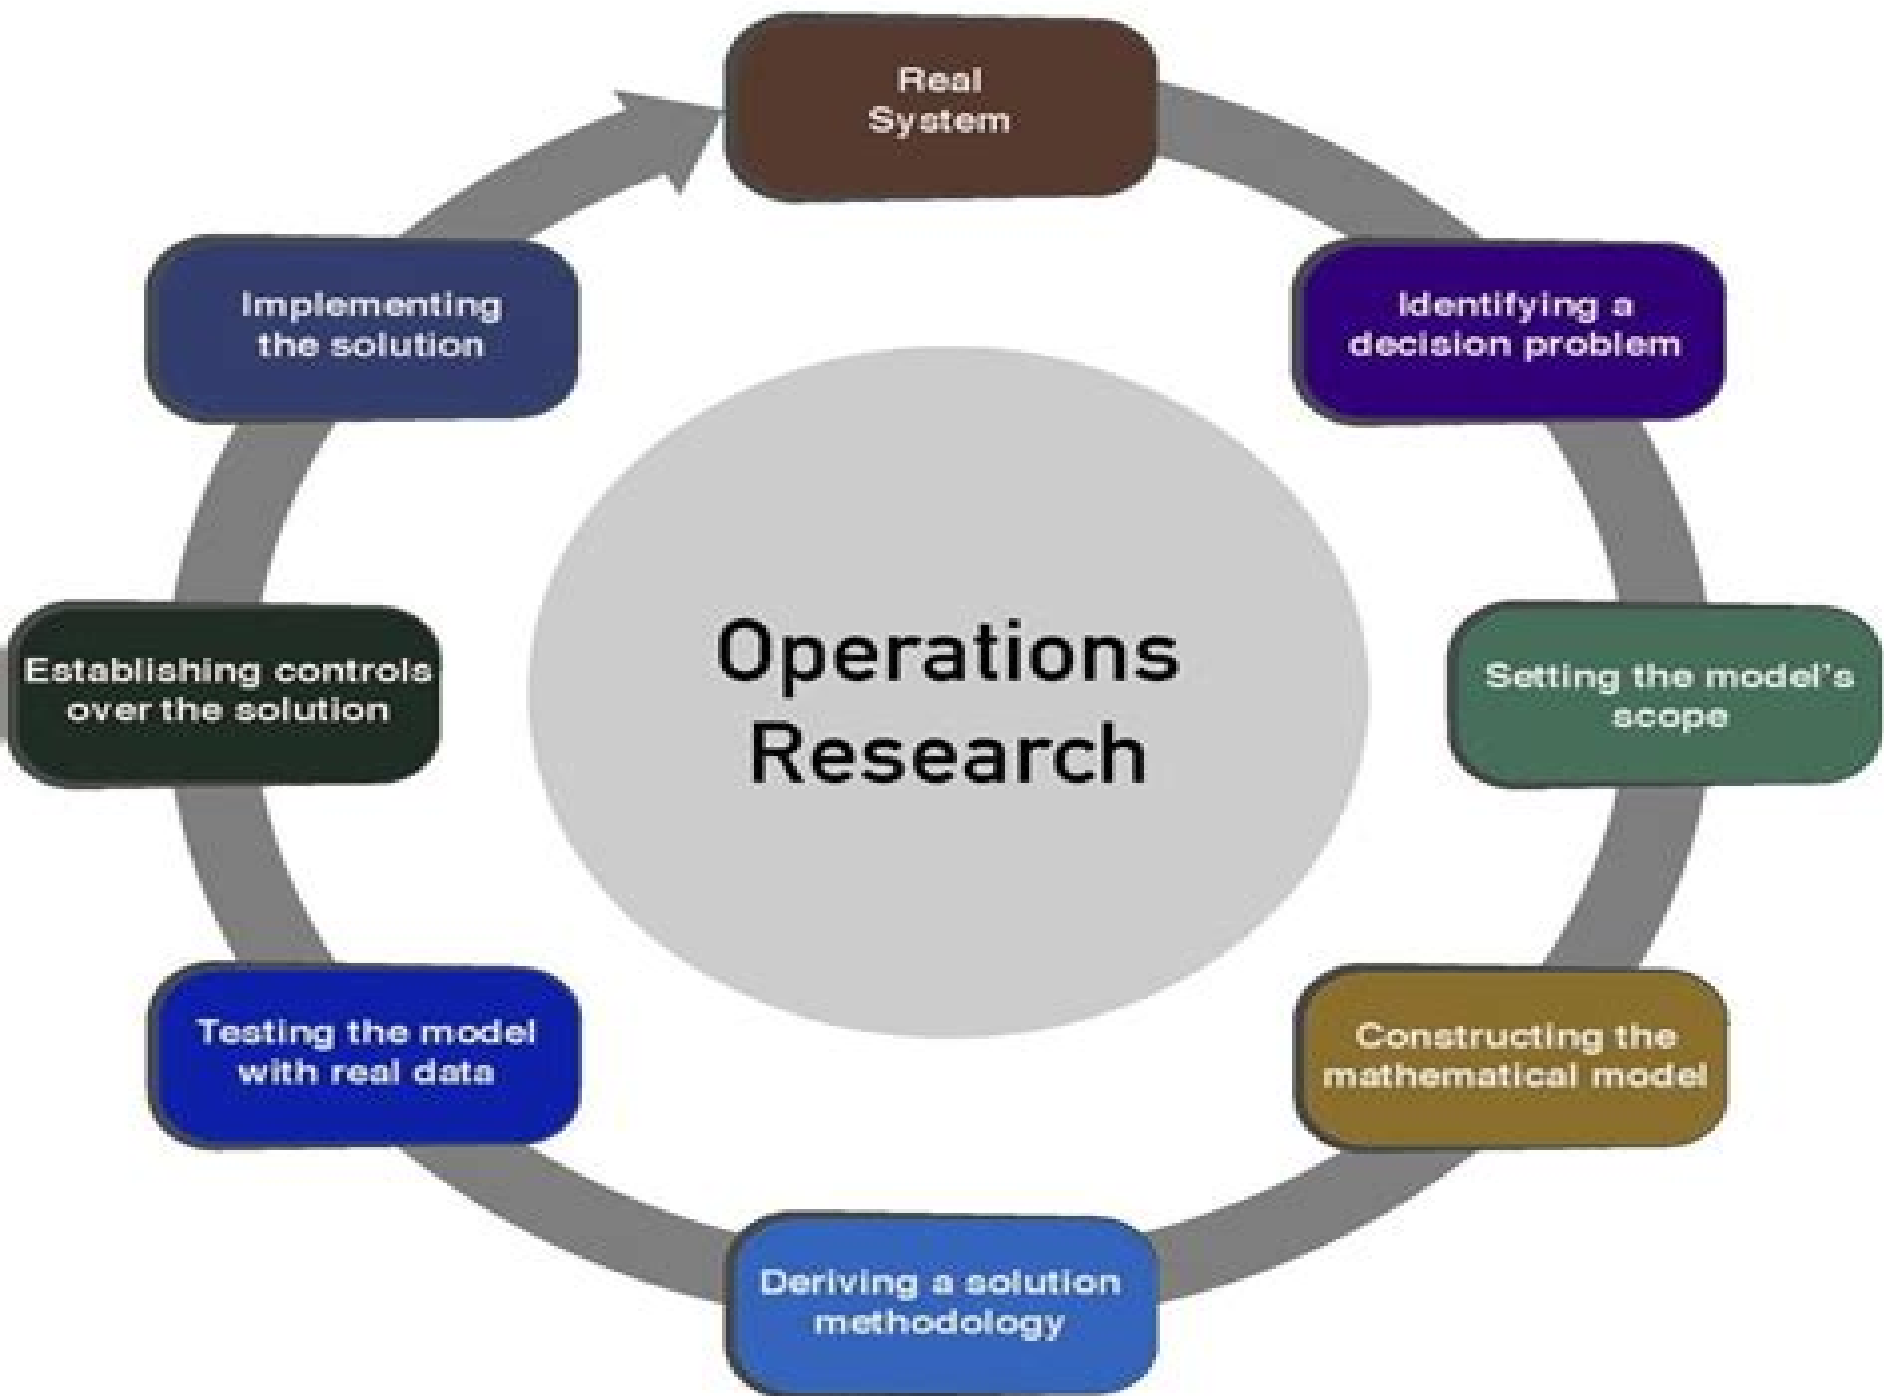 Real
System
Identifying a
decision problem
Setting the model's
scope
Constructing the
mathematical model
Deriving a solution
methodology
Testing the model
with real data
Establishing controls
over the solution
Implementing
the solution
Operations
Research